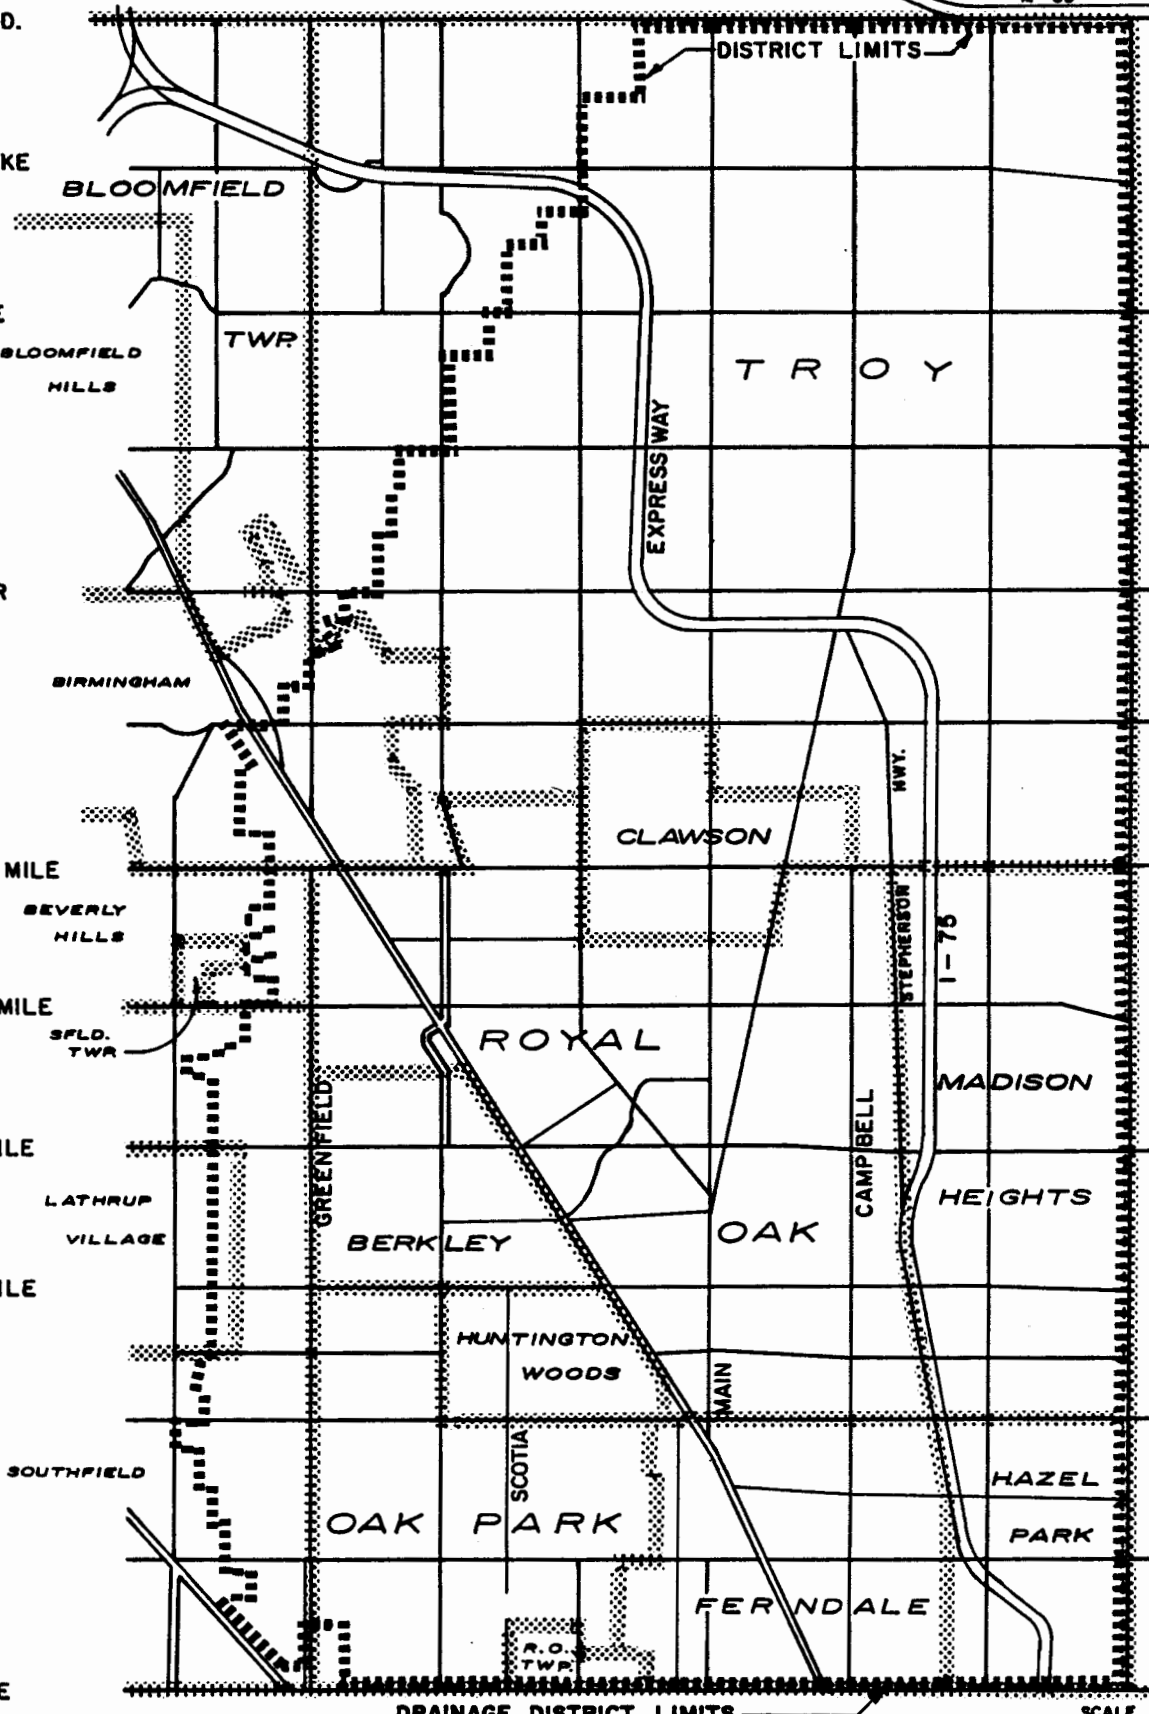 D.
DISTRICT LIMITS
KE
BLOOMFIELD
E
TWP.
BLOOMFIELD
HILLS
TROY
EXPRESSWAY
R
BIRMINGHAM
HWY.
CLAWSON
MILE
BEVERLY
HILLS
STEPHENSON
I-75
MILE
SFLD.
TWP.
ROYAL
MADISON
GREENFIELD
CAMPBELL
ILE
LATHRUP
VILLAGE
HEIGHTS
BERKLEY
OAK
ILE
HUNTINGTON
WOODS
MAIN
SCOTIA
SOUTHFIELD
HAZEL
PARK
OAK PARK
FERNDALE
R.O.
TWP.
E
DRAINAGE DISTRICT LIMITS
SCALE